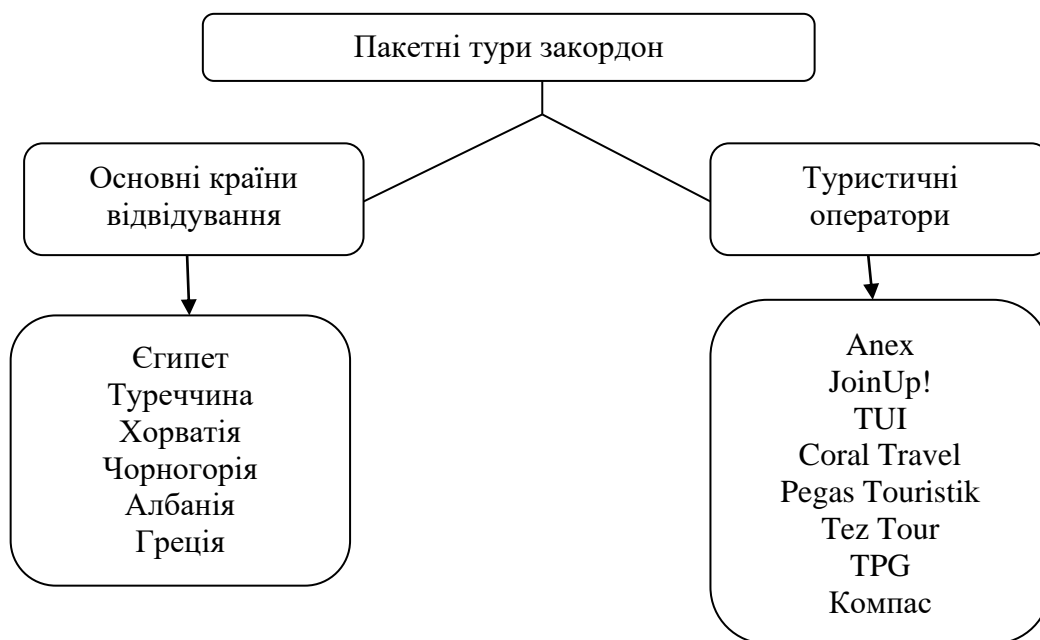 Пакетні тури закордон
Основні країни
відвідування
Єгипет
Туреччина
Хорватія
Чорногорія
Албанія
Греція
Туристичні
оператори
Anex
JoinUp!
TUI
Coral Travel
Pegas Touristik
Tez Tour
TPG
Компас